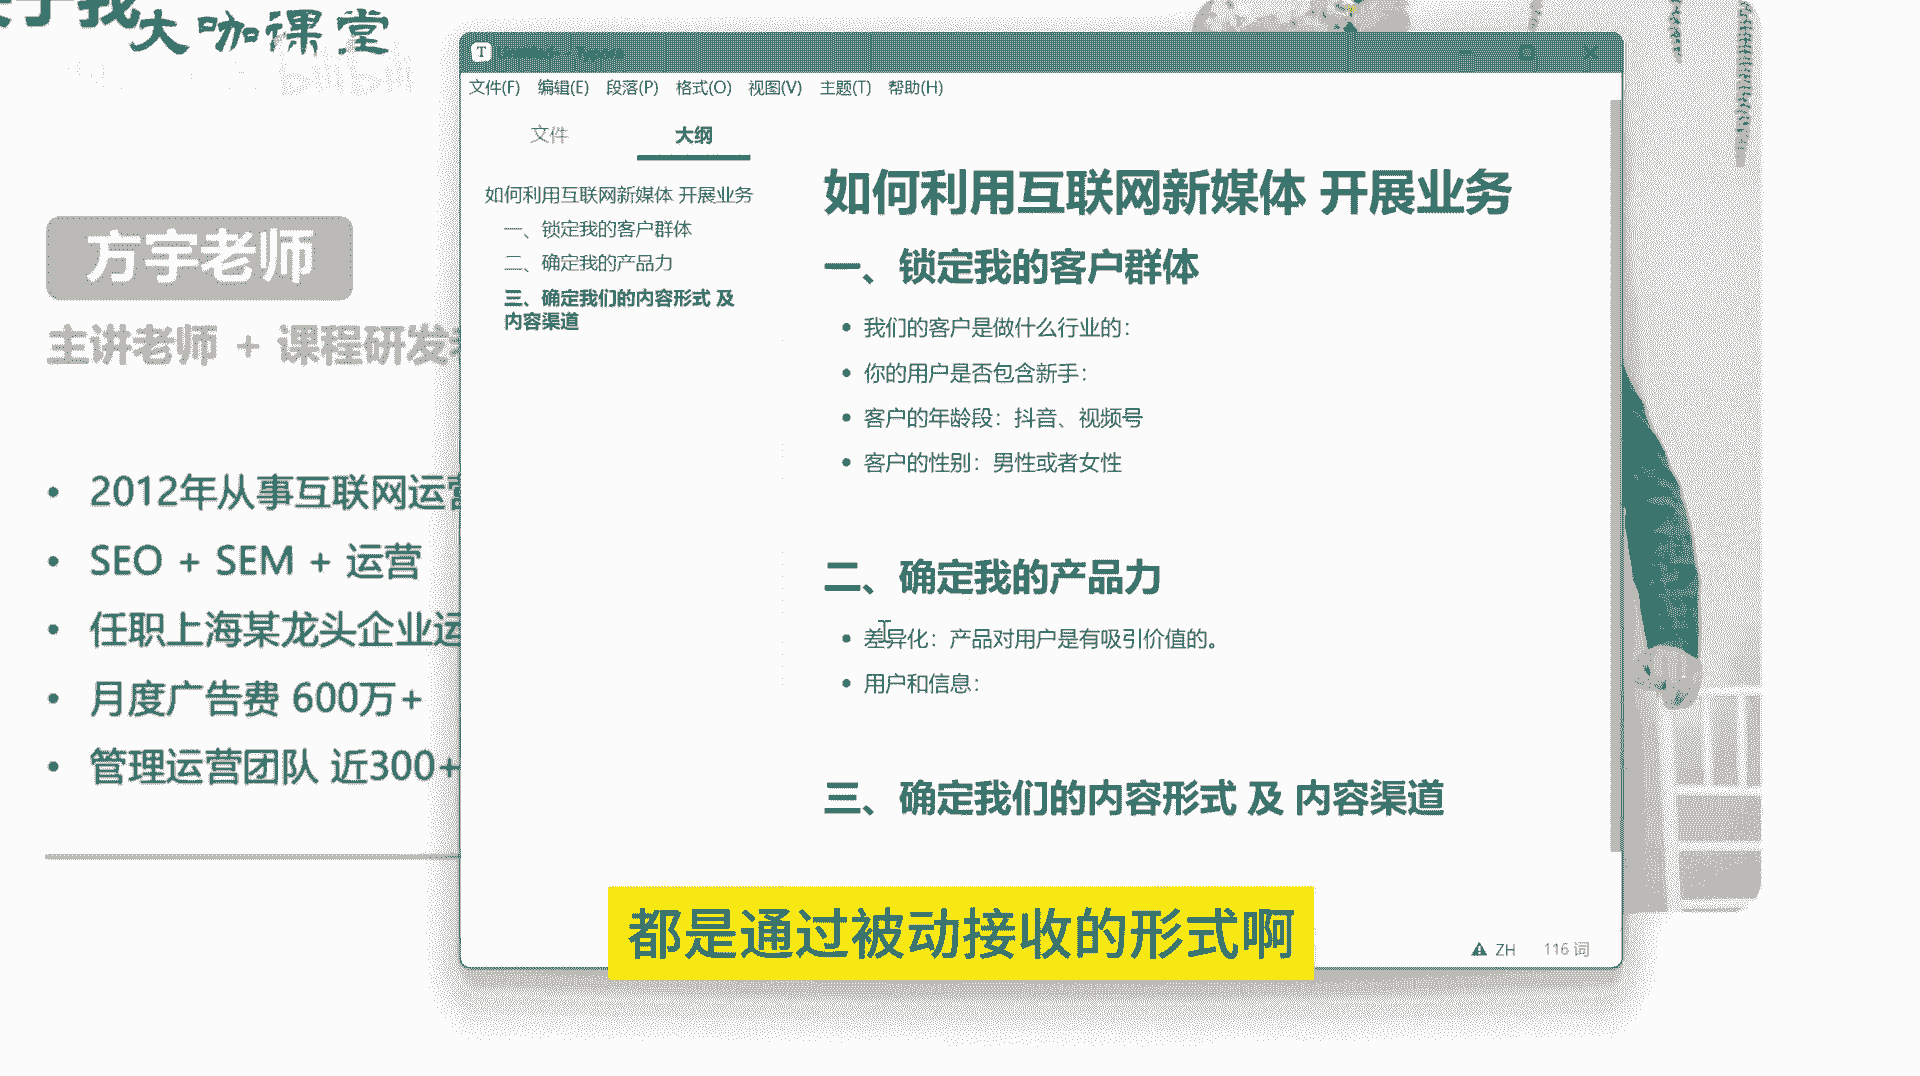 大咖课堂
bilibili
方宇老师
主讲老师 + 课程研发
2012年从事互联网运营
SEO + SEM + 运营
任职上海某龙头企业运
月度广告费 600万+
管理运营团队 近300+
文件(F) 编辑(E) 段落(P) 格式(O) 视图(V) 主题(T) 帮助(H)
文件 大纲
如何利用互联网新媒体 开展业务
一、锁定我的客户群体
二、确定我的产品力
三、确定我们的内容形式 及
内容渠道
如何利用互联网新媒体 开展业务
一、锁定我的客户群体
我们的客户是做什么行业的：
你的用户是否包含新手：
客户的年龄段：抖音、视频号
客户的性别：男性或者女性
二、确定我的产品力
差异化：产品对用户是有吸引价值的。
用户和信息：
三、确定我们的内容形式 及 内容渠道
都是通过被动接收的形式啊
ZH 116 词